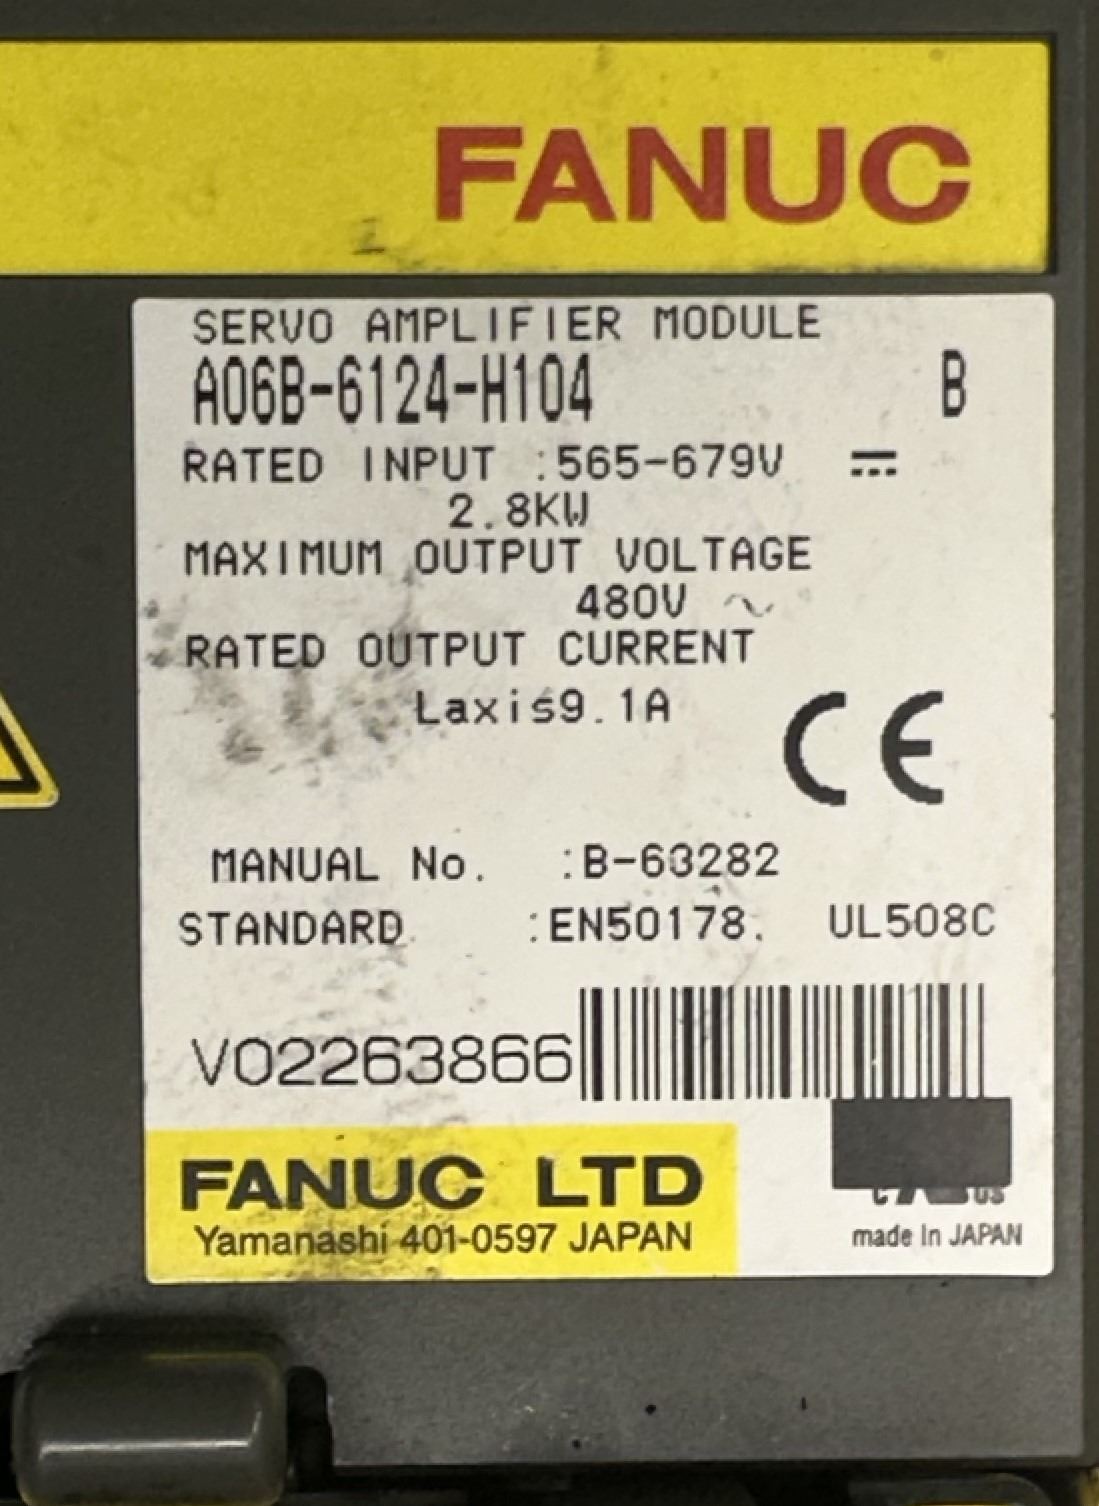 FANUC
SERVO AMPLIFIER MODULE
A06B-6124-H104 B
RATED INPUT :565-679V ⎓
2.8KW
MAXIMUM OUTPUT VOLTAGE
480V ~
RATED OUTPUT CURRENT
Laxis9.1A
CE
MANUAL No. :B-63282
STANDARD :EN50178. UL508C
V02263866
FANUC LTD
Yamanashi 401-0597 JAPAN
c US
made in JAPAN